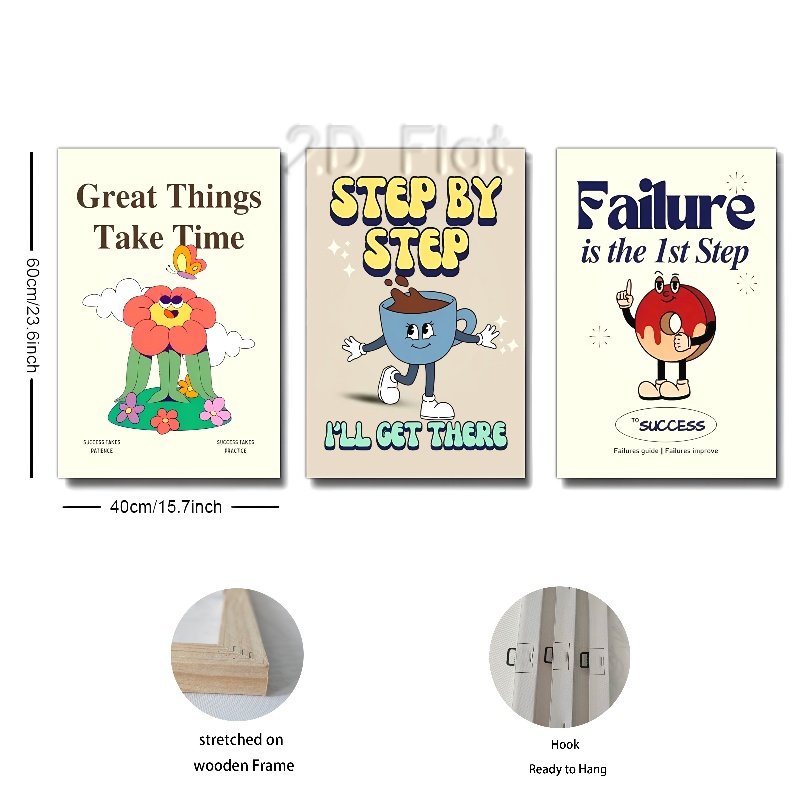 2D Flat
60cm/23.6inch
Great Things
Take Time
SUCCESS TAKES
PATIENCE
SUCCESS TAKES
PRACTICE
STEP BY
STEP
I'LL GET THERE
Failure
is the 1st Step
TO SUCCESS
Failures guide | Failures improve
40cm/15.7inch
stretched on
wooden Frame
Hook
Ready to Hang